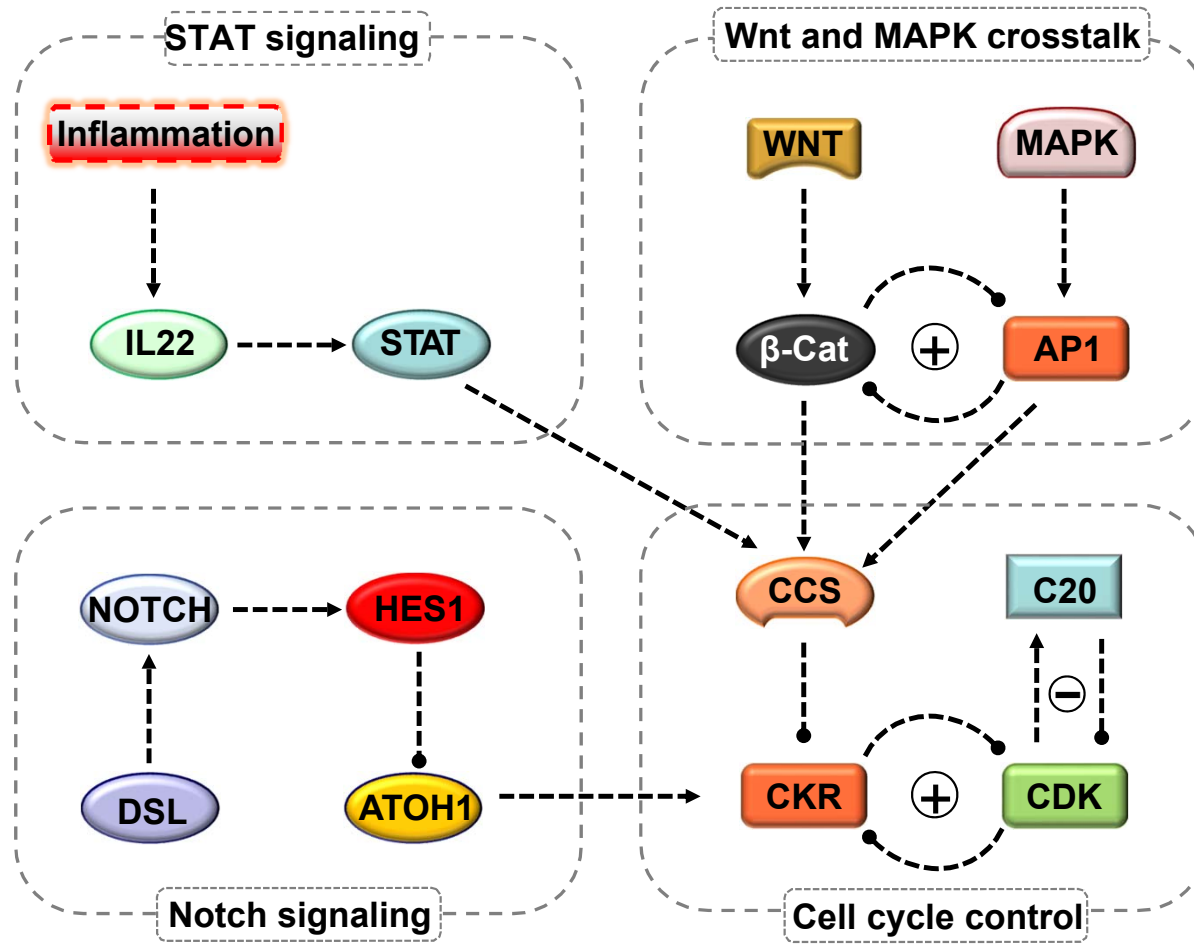 STAT signaling
Inflammation
IL22
STAT
Wnt and MAPK crosstalk
WNT
MAPK
β-Cat
+
AP1
NOTCH
HES1
DSL
ATOH1
Notch signaling
CCS
C20
−
CKR
+
CDK
Cell cycle control